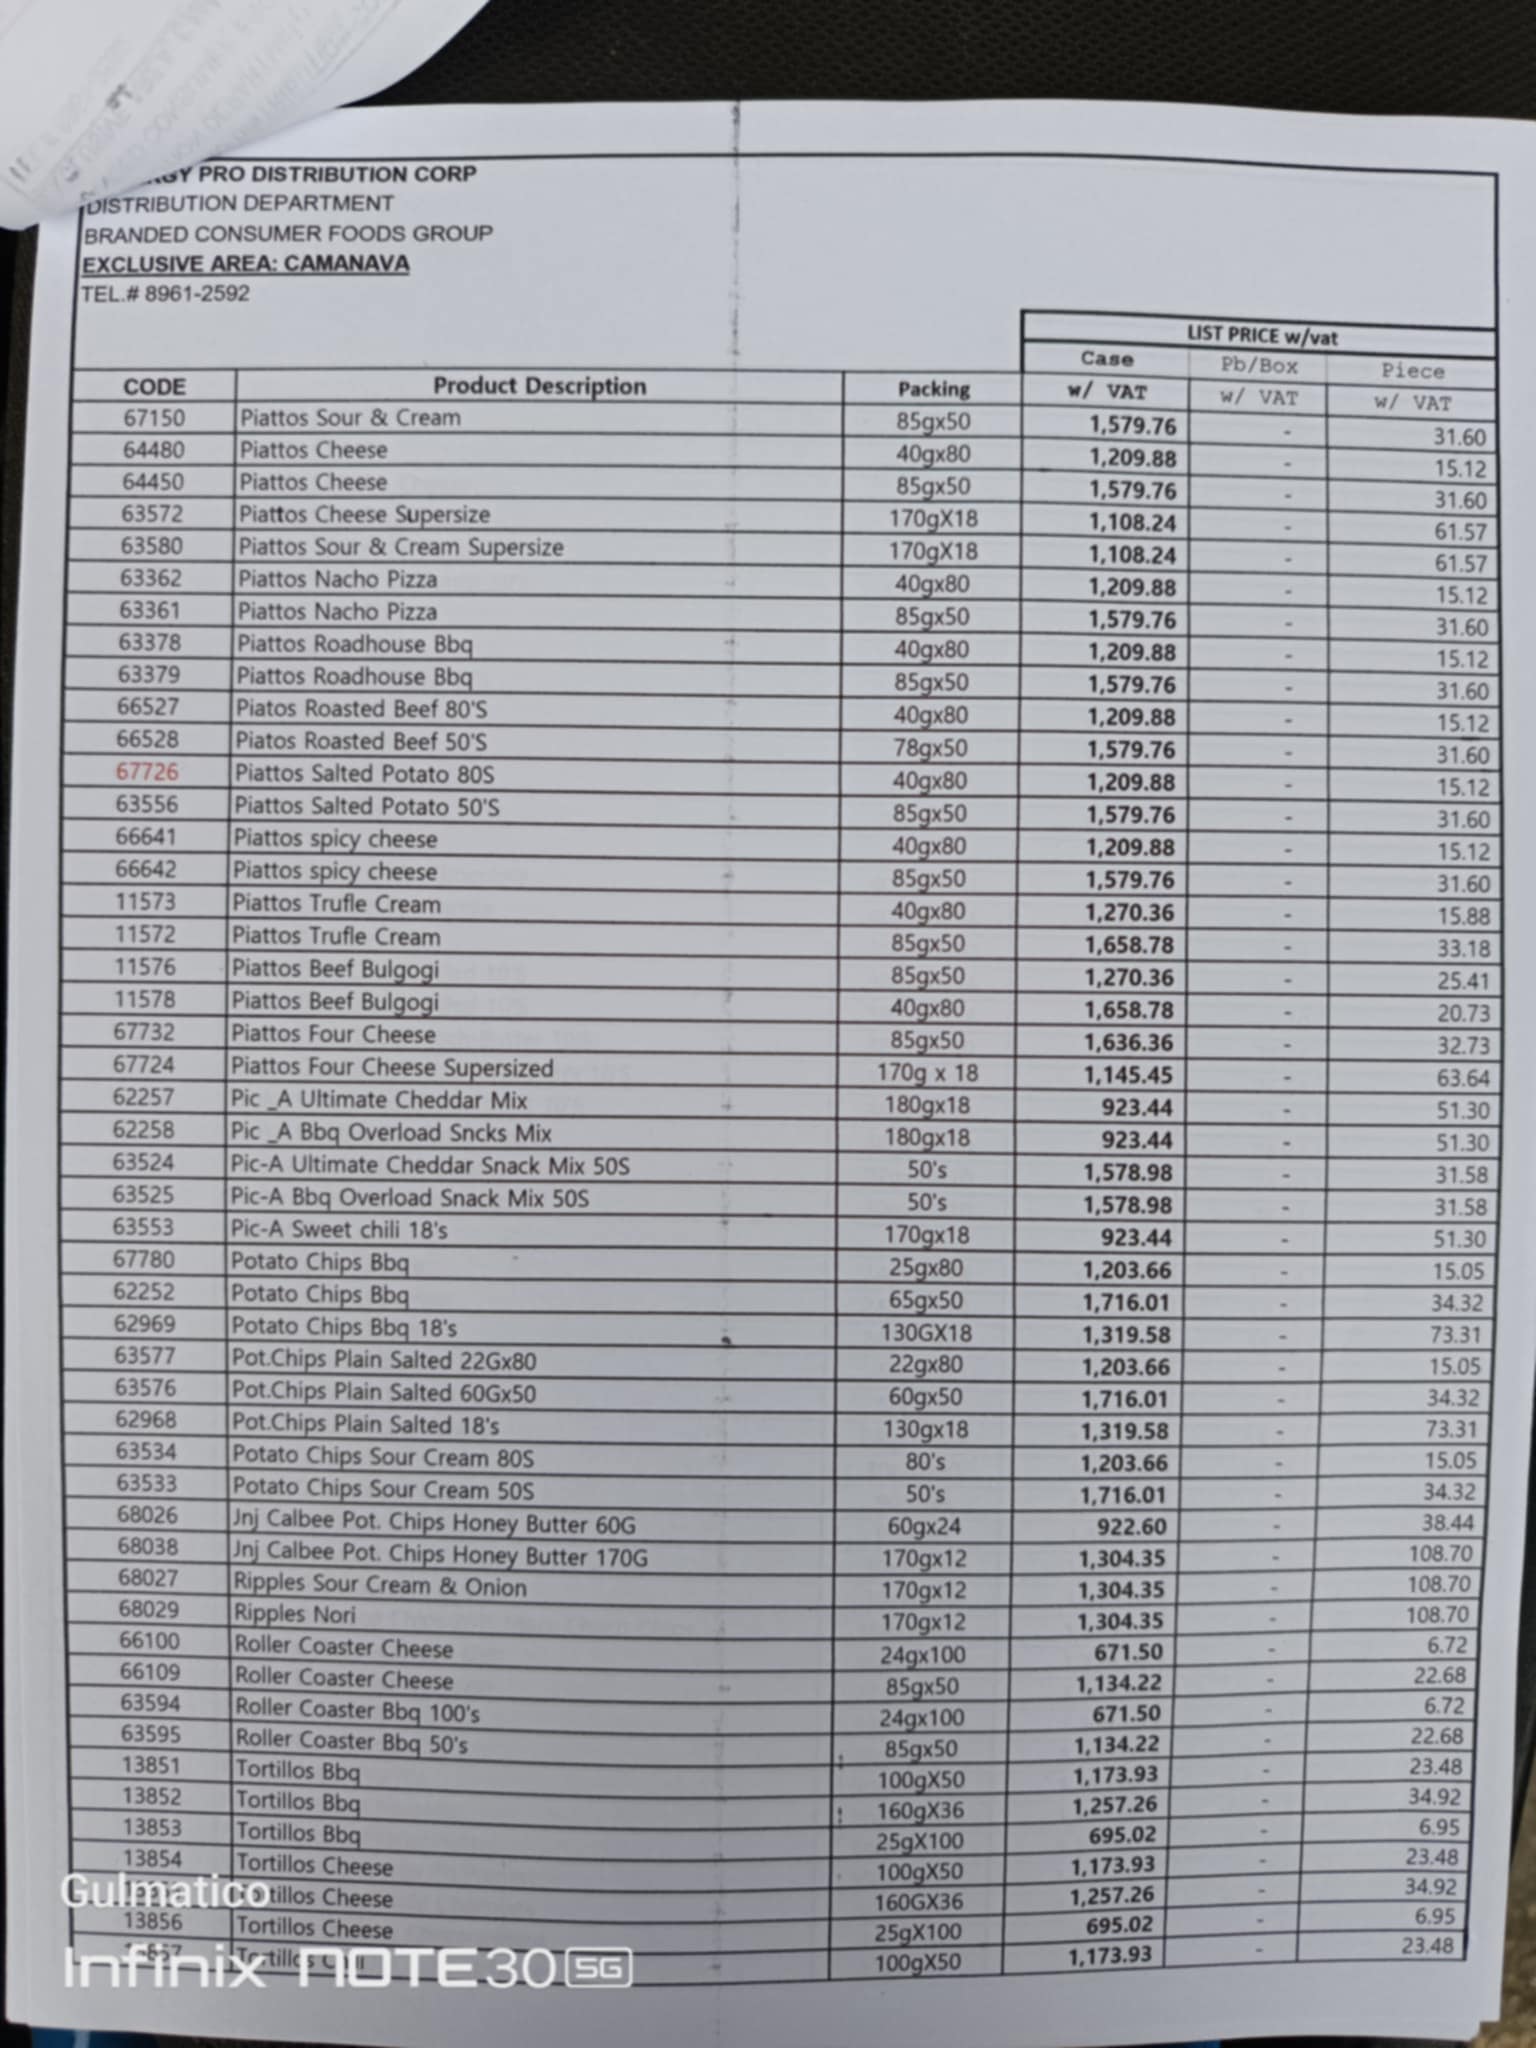 GY PRO DISTRIBUTION CORP
DISTRIBUTION DEPARTMENT
BRANDED CONSUMER FOODS GROUP
EXCLUSIVE AREA: CAMANAVA
TEL.# 8961-2592
LIST PRICE w/vat
Case Pb/Box Piece
CODE Product Description Packing w/ VAT w/ VAT w/ VAT
67150 Piattos Sour & Cream 85gx50 1,579.76 - 31.60
64480 Piattos Cheese 40gx80 1,209.88 - 15.12
64450 Piattos Cheese 85gx50 1,579.76 - 31.60
63572 Piattos Cheese Supersize 170gX18 1,108.24 - 61.57
63580 Piattos Sour & Cream Supersize 170gX18 1,108.24 - 61.57
63362 Piattos Nacho Pizza 40gx80 1,209.88 - 15.12
63361 Piattos Nacho Pizza 85gx50 1,579.76 - 31.60
63378 Piattos Roadhouse Bbq 40gx80 1,209.88 - 15.12
63379 Piattos Roadhouse Bbq 85gx50 1,579.76 - 31.60
66527 Piatos Roasted Beef 80'S 40gx80 1,209.88 - 15.12
66528 Piatos Roasted Beef 50'S 78gx50 1,579.76 - 31.60
67726 Piattos Salted Potato 80S 40gx80 1,209.88 - 15.12
63556 Piattos Salted Potato 50'S 85gx50 1,579.76 - 31.60
66641 Piattos spicy cheese 40gx80 1,209.88 - 15.12
66642 Piattos spicy cheese 85gx50 1,579.76 - 31.60
11573 Piattos Trufle Cream 40gx80 1,270.36 - 15.88
11572 Piattos Trufle Cream 85gx50 1,658.78 - 33.18
11576 Piattos Beef Bulgogi 85gx50 1,270.36 - 25.41
11578 Piattos Beef Bulgogi 40gx80 1,658.78 - 20.73
67732 Piattos Four Cheese 85gx50 1,636.36 - 32.73
67724 Piattos Four Cheese Supersized 170g x 18 1,145.45 - 63.64
62257 Pic _A Ultimate Cheddar Mix 180gx18 923.44 - 51.30
62258 Pic _A Bbq Overload Sncks Mix 180gx18 923.44 - 51.30
63524 Pic-A Ultimate Cheddar Snack Mix 50S 50's 1,578.98 - 31.58
63525 Pic-A Bbq Overload Snack Mix 50S 50's 1,578.98 - 31.58
63553 Pic-A Sweet chili 18's 170gx18 923.44 - 51.30
67780 Potato Chips Bbq 25gx80 1,203.66 - 15.05
62252 Potato Chips Bbq 65gx50 1,716.01 - 34.32
62969 Potato Chips Bbq 18's 130GX18 1,319.58 - 73.31
63577 Pot.Chips Plain Salted 22Gx80 22gx80 1,203.66 - 15.05
63576 Pot.Chips Plain Salted 60Gx50 60gx50 1,716.01 - 34.32
62968 Pot.Chips Plain Salted 18's 130gx18 1,319.58 - 73.31
63534 Potato Chips Sour Cream 80S 80's 1,203.66 - 15.05
63533 Potato Chips Sour Cream 50S 50's 1,716.01 - 34.32
68026 Jnj Calbee Pot. Chips Honey Butter 60G 60gx24 922.60 - 38.44
68038 Jnj Calbee Pot. Chips Honey Butter 170G 170gx12 1,304.35 - 108.70
68027 Ripples Sour Cream & Onion 170gx12 1,304.35 - 108.70
68029 Ripples Nori 170gx12 1,304.35 - 108.70
66100 Roller Coaster Cheese 24gx100 671.50 - 6.72
66109 Roller Coaster Cheese 85gx50 1,134.22 - 22.68
63594 Roller Coaster Bbq 100's 24gx100 671.50 - 6.72
63595 Roller Coaster Bbq 50's 85gx50 1,134.22 - 22.68
13851 Tortillos Bbq 100gX50 1,173.93 - 23.48
13852 Tortillos Bbq 160gX36 1,257.26 - 34.92
13853 Tortillos Bbq 25gX100 695.02 - 6.95
13854 Tortillos Cheese 100gX50 1,173.93 - 23.48
Tortillos Cheese 160GX36 1,257.26 - 34.92
13856 Tortillos Cheese 25gX100 695.02 - 6.95
Tortillos 100gX50 1,173.93 - 23.48
Gulmatico
Infinix NOTE 30 5G